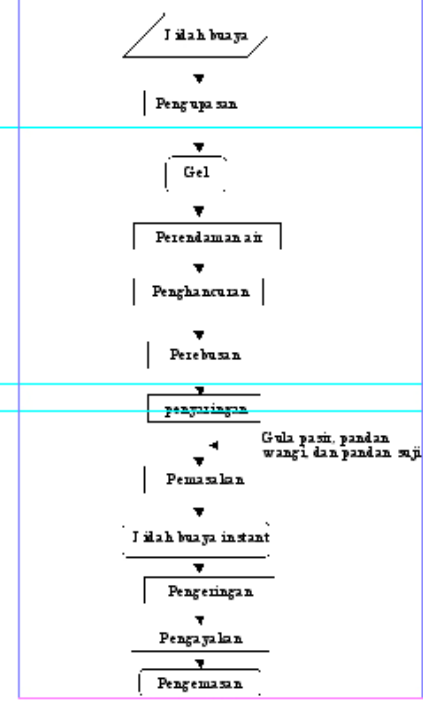 Lidah buaya
Pengupasan
Gel
Perendaman air
Penghancuran
Perebusan
penyaringan
Gula pasir, pandan
wangi, dan pandan suji
Pemasakan
Lidah buaya instant
Pengeringan
Pengayakan
Pengemasan